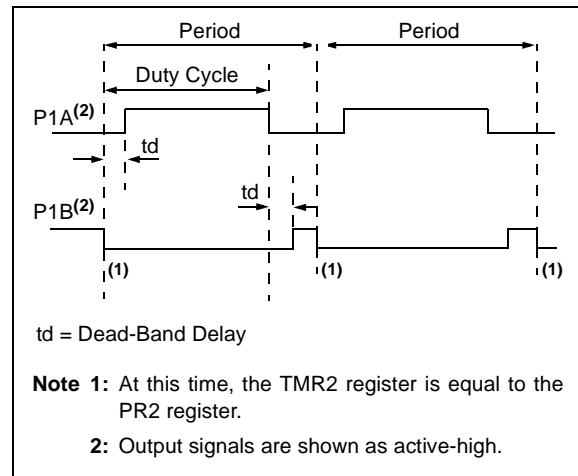 Period Period
Duty Cycle
P1A(2)
td
td
P1B(2)
(1) (1) (1)
td = Dead-Band Delay
Note 1: At this time, the TMR2 register is equal to the
PR2 register.
2: Output signals are shown as active-high.